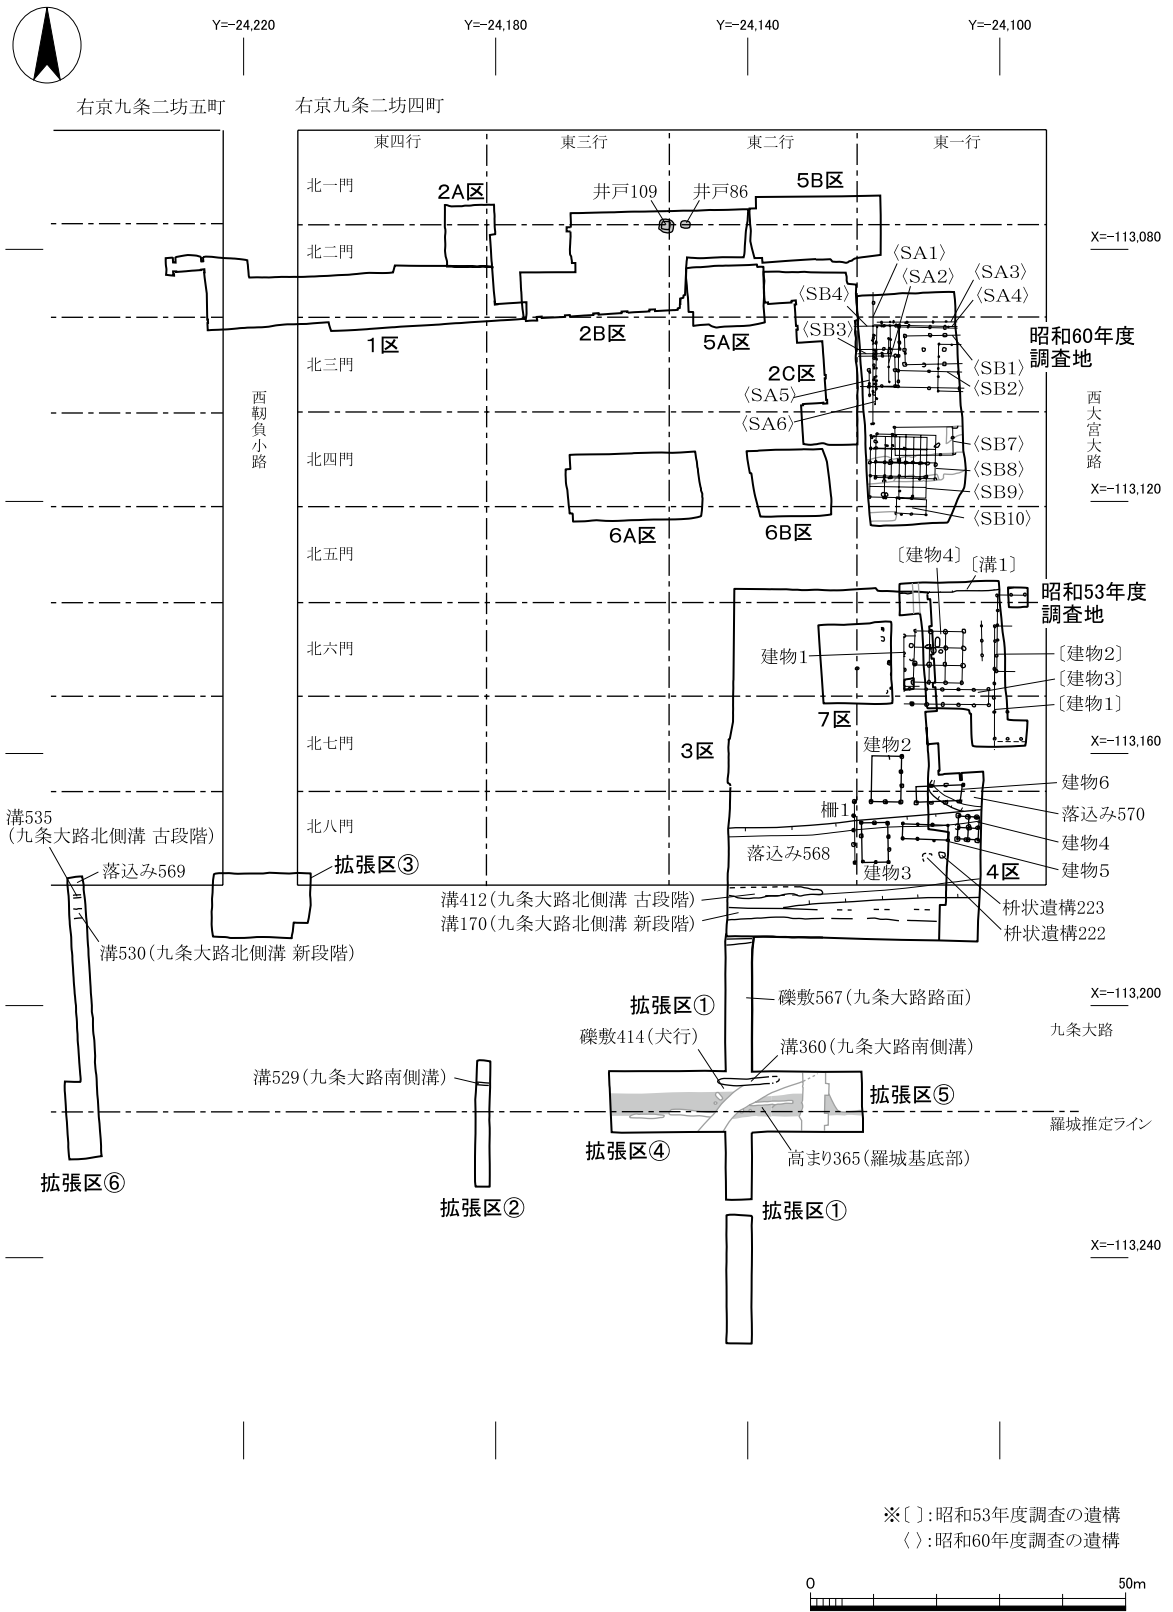 Y=-24,220
Y=-24,180
Y=-24,140
Y=-24,100
右京九条二坊五町
右京九条二坊四町
東四行
東三行
東二行
東一行
北一門
2A区
井戸109
井戸86
5B区
北二門
X=-113,080
〈SA1〉
〈SA2〉
〈SA3〉
〈SA4〉
〈SB4〉
〈SB3〉
昭和60年度
調査地
1区
2B区
5A区
2C区
北三門
〈SB1〉
〈SB2〉
〈SA5〉
〈SA6〉
西靱負小路
西大宮大路
北四門
〈SB7〉
〈SB8〉
〈SB9〉
〈SB10〉
X=-113,120
6A区
6B区
北五門
〔建物4〕
〔溝1〕
昭和53年度
調査地
北六門
建物1
〔建物2〕
〔建物3〕
〔建物1〕
7区
北七門
3区
建物2
X=-113,160
建物6
落込み570
柵1
北八門
溝535
(九条大路北側溝 古段階)
落込み569
拡張区③
落込み568
建物3
4区
建物4
建物5
溝412(九条大路北側溝 古段階)
溝170(九条大路北側溝 新段階)
枡状遺構223
枡状遺構222
溝530(九条大路北側溝 新段階)
拡張区①
礫敷567(九条大路路面)
X=-113,200
九条大路
礫敷414(犬行)
溝360(九条大路南側溝)
溝529(九条大路南側溝)
拡張区⑤
羅城推定ライン
拡張区④
高まり365(羅城基底部)
拡張区⑥
拡張区②
拡張区①
X=-113,240
※〔 〕:昭和53年度調査の遺構
〈 〉:昭和60年度調査の遺構
0
50m